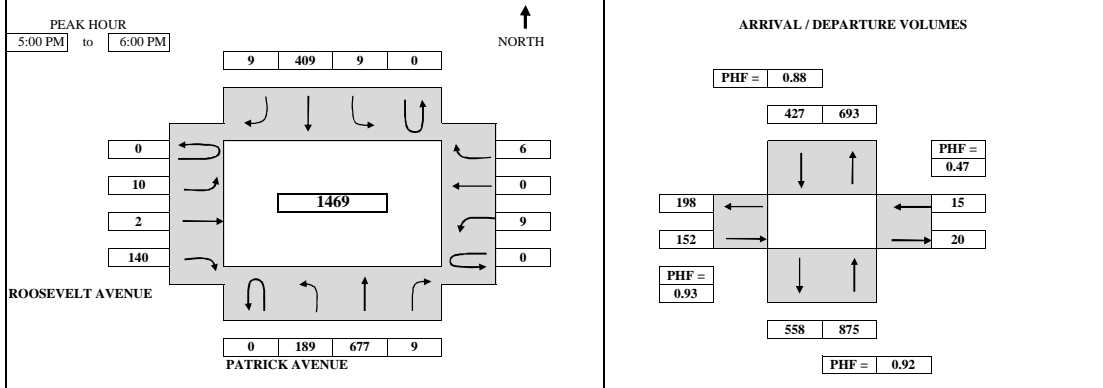 PEAK HOUR
5:00 PM to 6:00 PM
NORTH
9 409 9 0
0
10
2
140
1469
6
0
9
0
ROOSEVELT AVENUE
0 189 677 9
PATRICK AVENUE
ARRIVAL / DEPARTURE VOLUMES
PHF = 0.88
427 693
PHF =
0.47
198
152
15
20
PHF =
0.93
558 875
PHF = 0.92